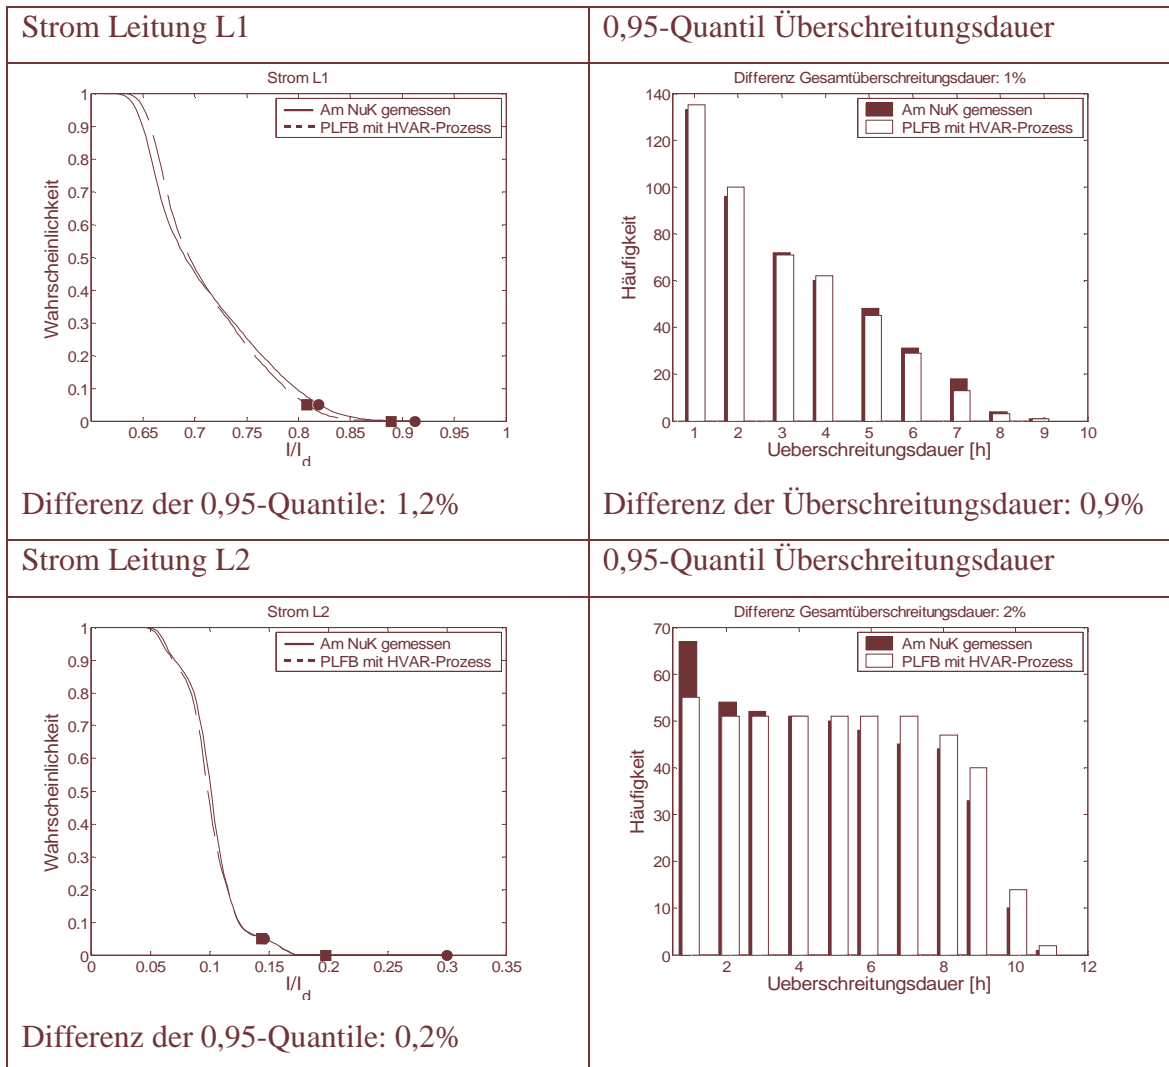 Strom Leitung L1
0,95-Quantil Überschreitungsdauer
Strom L1
1
0.9
0.8
0.7
0.6
0.5
0.4
0.3
0.2
0.1
0
Wahrscheinlichkeit
Am NuK gemessen
PLFB mit HVAR-Prozess
0.65 0.7 0.75 0.8 0.85 0.9 0.95 1
I/I_d
Differenz der 0,95-Quantile: 1,2%
Differenz Gesamtüberschreitungsdauer: 1%
140
120
100
80
60
40
20
0
Häufigkeit
Am NuK gemessen
PLFB mit HVAR-Prozess
1 2 3 4 5 6 7 8 9 10
Ueberschreitungsdauer [h]
Differenz der Überschreitungsdauer: 0,9%
Strom Leitung L2
0,95-Quantil Überschreitungsdauer
Strom L2
1
0.9
0.8
0.7
0.6
0.5
0.4
0.3
0.2
0.1
0
Wahrscheinlichkeit
Am NuK gemessen
PLFB mit HVAR-Prozess
0 0.05 0.1 0.15 0.2 0.25 0.3 0.35
I/I_d
Differenz der 0,95-Quantile: 0,2%
Differenz Gesamtüberschreitungsdauer: 2%
70
60
50
40
30
20
10
0
Häufigkeit
Am NuK gemessen
PLFB mit HVAR-Prozess
2 4 6 8 10 12
Ueberschreitungsdauer [h]